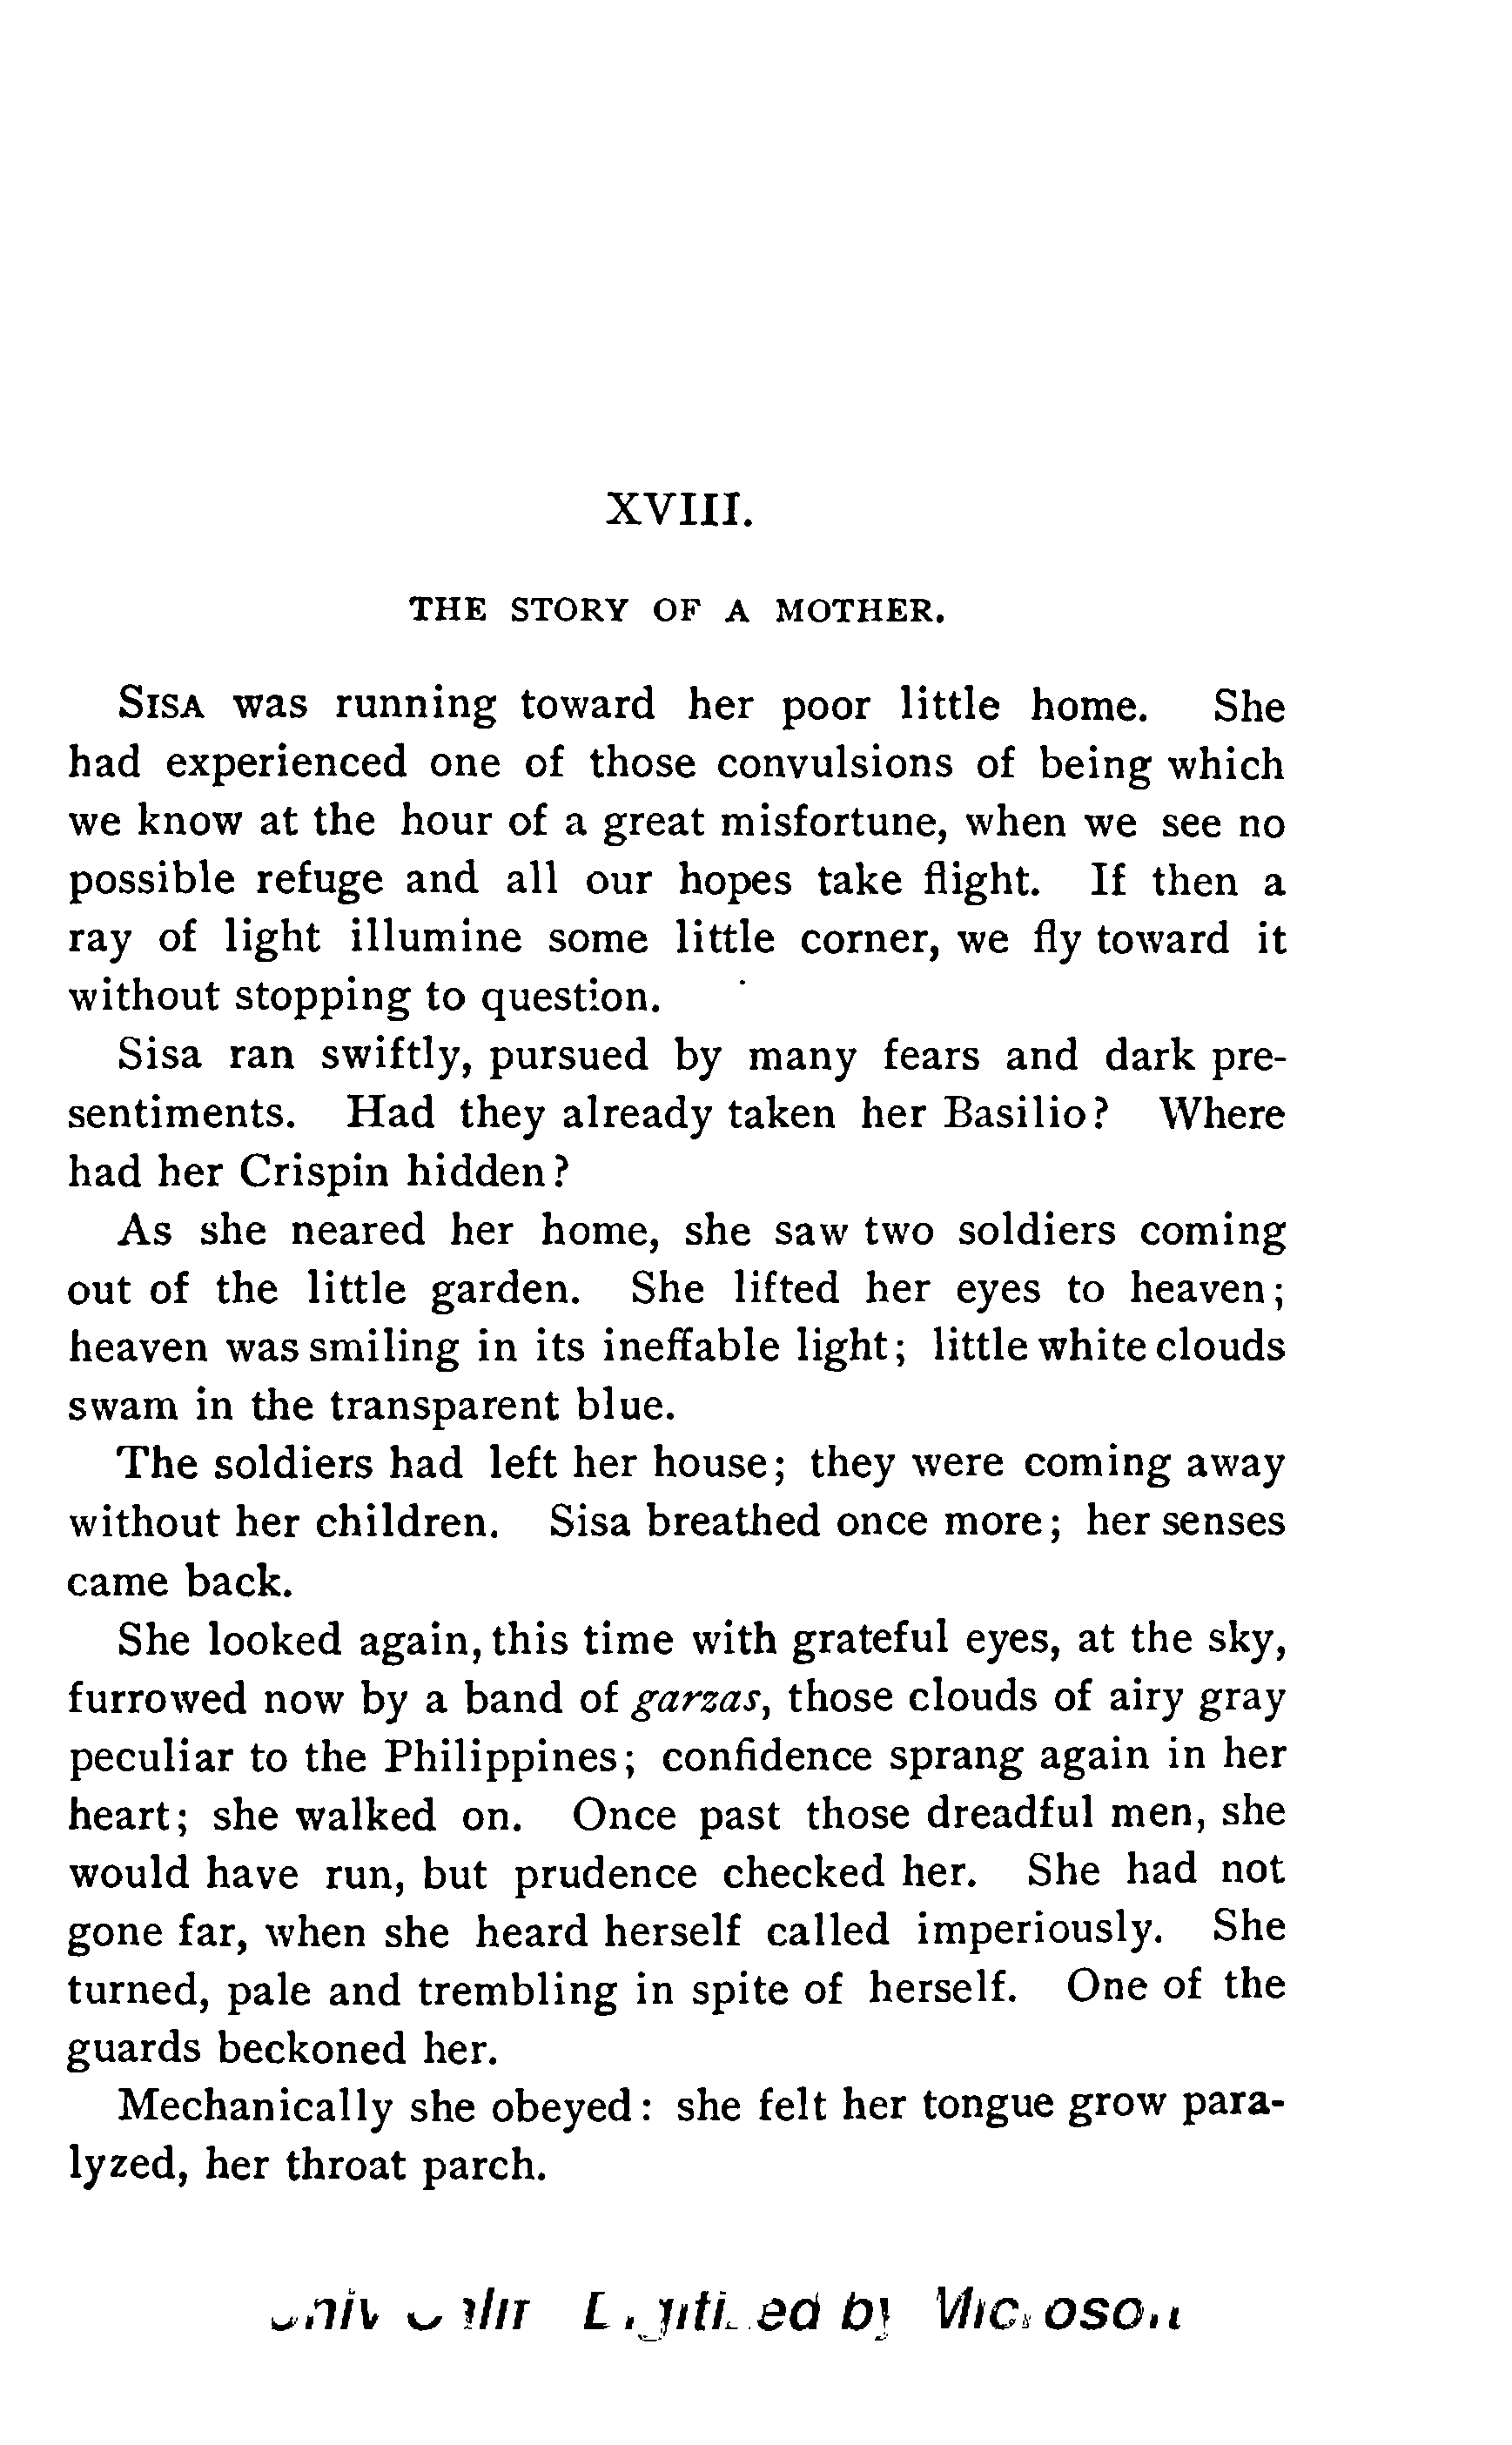 XVIII.
THE STORY OF A MOTHER.
SISA was running toward her poor little home. She
had experienced one of those convulsions of being which
we know at the hour of a great misfortune, when we see no
possible refuge and all our hopes take flight. If then a
ray of light illumine some little corner, we fly toward it
without stopping to question.
Sisa ran swiftly, pursued by many fears and dark pre-
sentiments. Had they already taken her Basilio? Where
had her Crispin hidden?
As she neared her home, she saw two soldiers coming
out of the little garden. She lifted her eyes to heaven;
heaven was smiling in its ineffable light; little white clouds
swam in the transparent blue.
The soldiers had left her house; they were coming away
without her children. Sisa breathed once more; her senses
came back.
She looked again, this time with grateful eyes, at the sky,
furrowed now by a band of garzas, those clouds of airy gray
peculiar to the Philippines; confidence sprang again in her
heart; she walked on. Once past those dreadful men, she
would have run, but prudence checked her. She had not
gone far, when she heard herself called imperiously. She
turned, pale and trembling in spite of herself. One of the
guards beckoned her.
Mechanically she obeyed: she felt her tongue grow para-
lyzed, her throat parch.